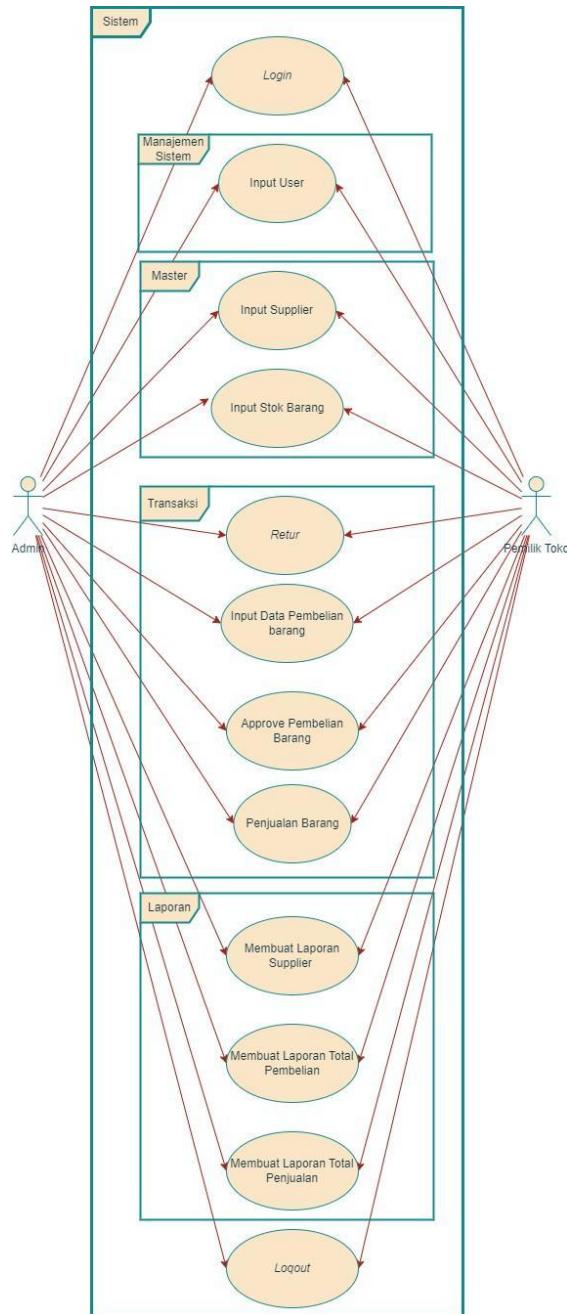 Sistem
Login
Manajemen
Sistem
Input User
Master
Input Supplier
Input Stok Barang
Admin
Pemilik Toko
Transaksi
Retur
Input Data Pembelian
barang
Approve Pembelian
Barang
Penjualan Barang
Laporan
Membuat Laporan
Supplier
Membuat Laporan Total
Pembelian
Membuat Laporan Total
Penjualan
Logout